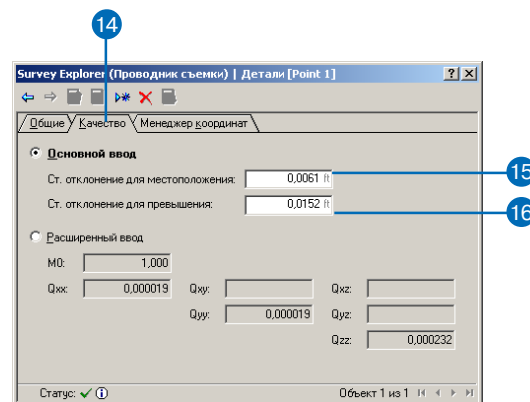 14
Survey Explorer (Проводник съемки) | Детали [Point 1]
Общие Качество Менеджер координат
Основной ввод
Ст. отклонение для местоположения: 0,0061 ft 15
Ст. отклонение для превышения: 0,0152 ft 16
Расширенный ввод
M0: 1,000
Qxx: 0,000019 Qxy: Qxz:
Qyy: 0,000019 Qyz:
Qzz: 0,000232
Статус: Объект 1 из 1